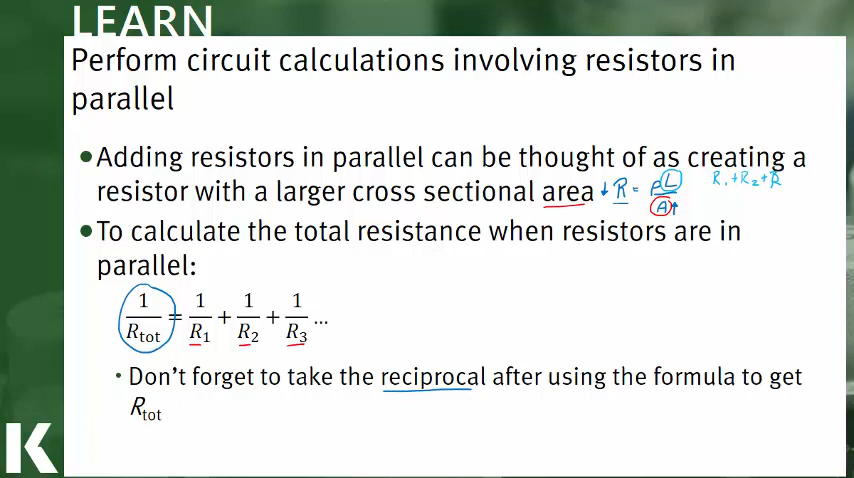 LEARN
Perform circuit calculations involving resistors in
parallel
•Adding resistors in parallel can be thought of as creating a
resistor with a larger cross sectional area ↓R = ρL/A↑ R₁+R₂+R
•To calculate the total resistance when resistors are in
parallel:
1/Rtot = 1/R1 + 1/R2 + 1/R3 ...
• Don't forget to take the reciprocal after using the formula to get
Rtot
K